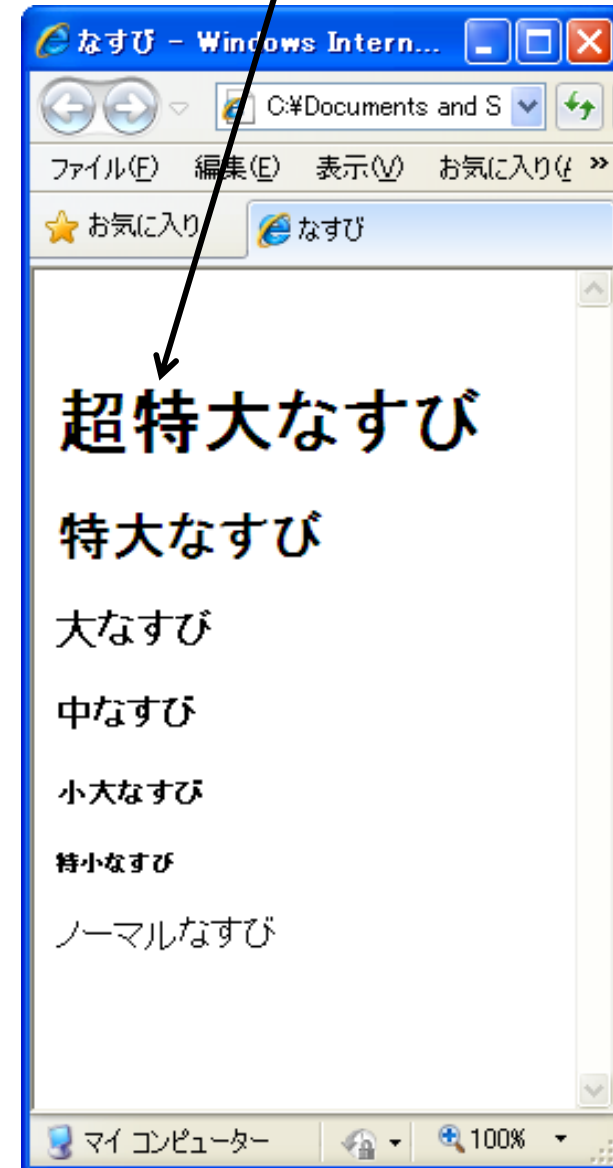 なすび - Windows Intern...
C:¥Documents and S
ファイル(F) 編集(E) 表示(V) お気に入り(A »
お気に入り なすび
超特大なすび
特大なすび
大なすび
中なすび
小大なすび
特小なすび
ノーマルなすび
マイ コンピューター 100%